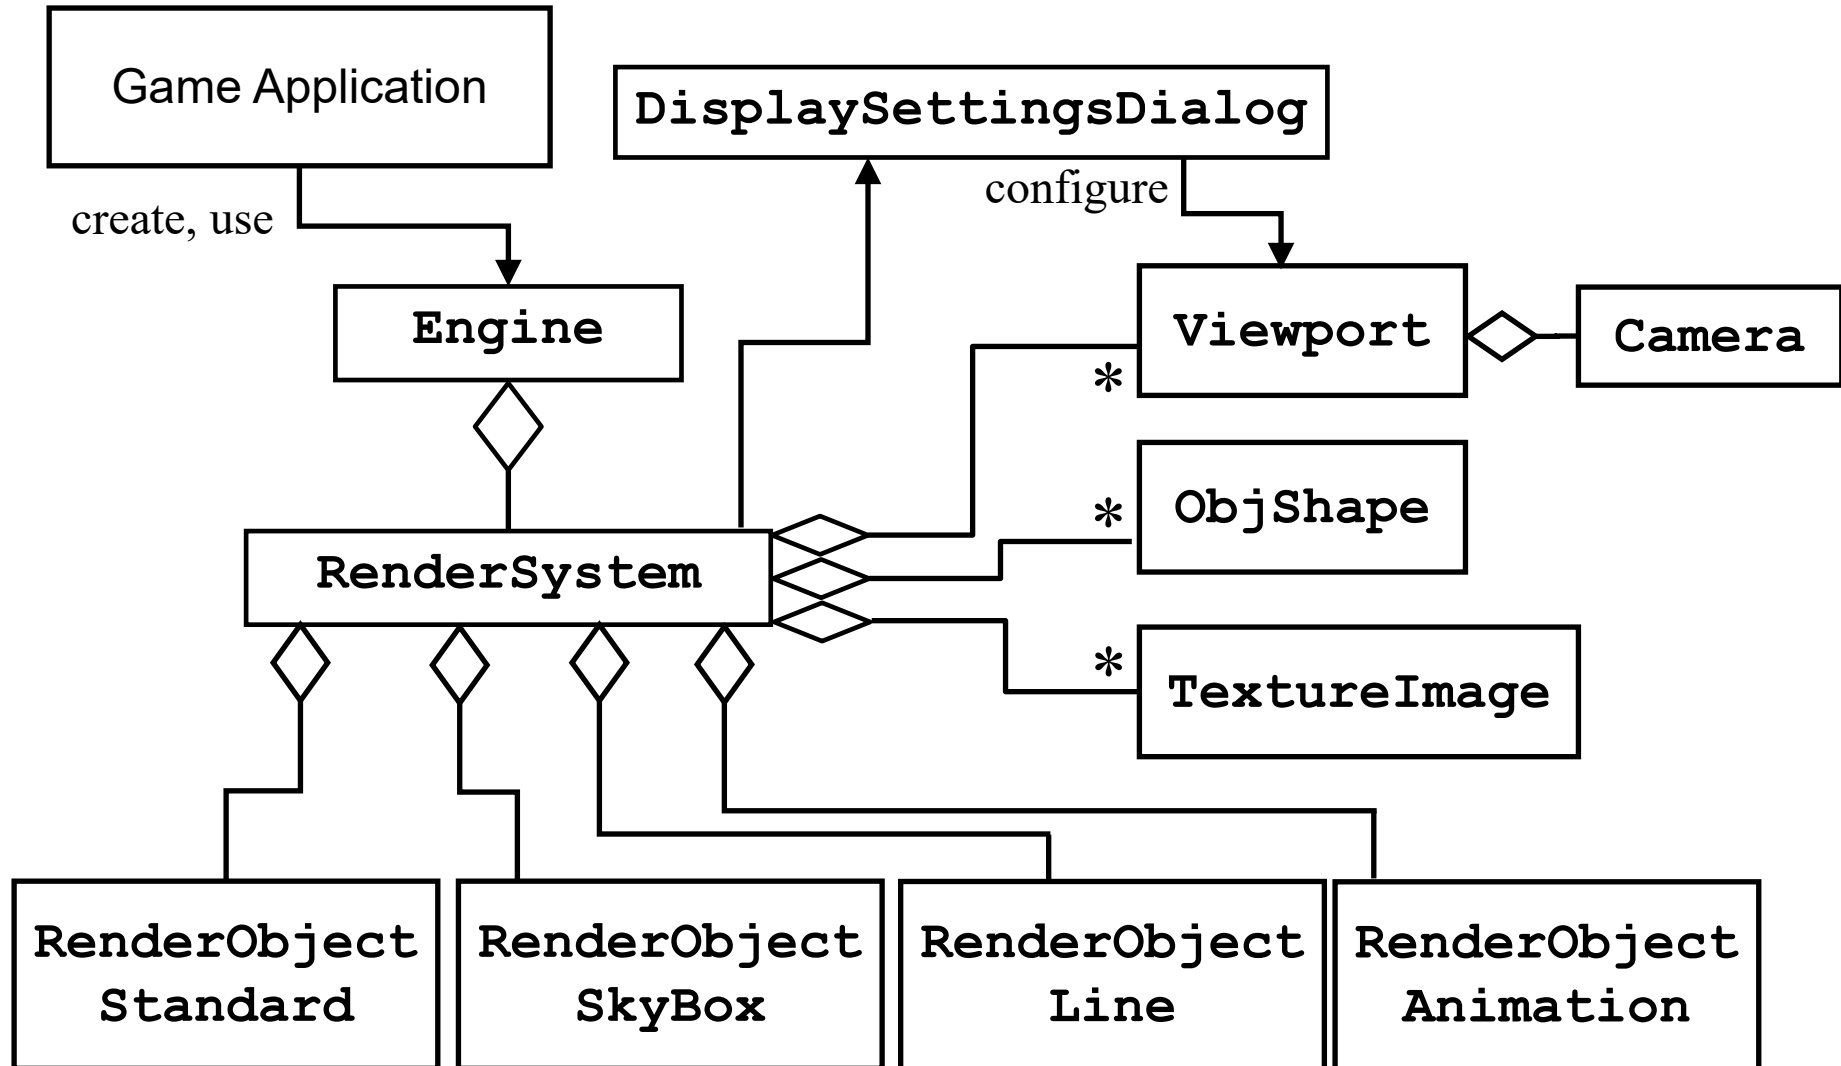 Game Application
DisplaySettingsDialog
configure
create, use
Engine
Viewport
Camera
*
ObjShape
*
RenderSystem
*
TextureImage
RenderObject
Standard
RenderObject
SkyBox
RenderObject
Line
RenderObject
Animation